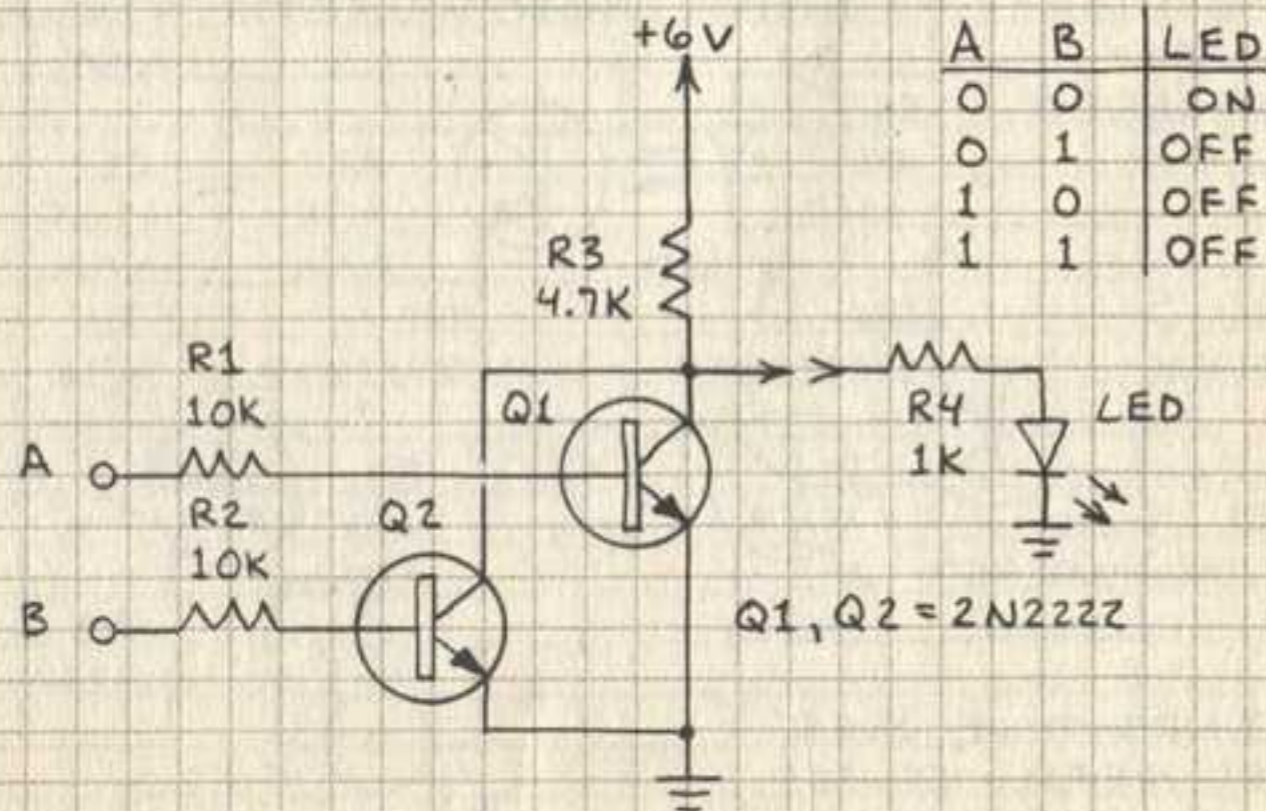 +6V
A B LED
0 0 ON
0 1 OFF
1 0 OFF
1 1 OFF
R3
4.7K
R1
10K
Q1
R4
1K
LED
A
R2
10K
Q2
B
Q1, Q2 = 2N2222